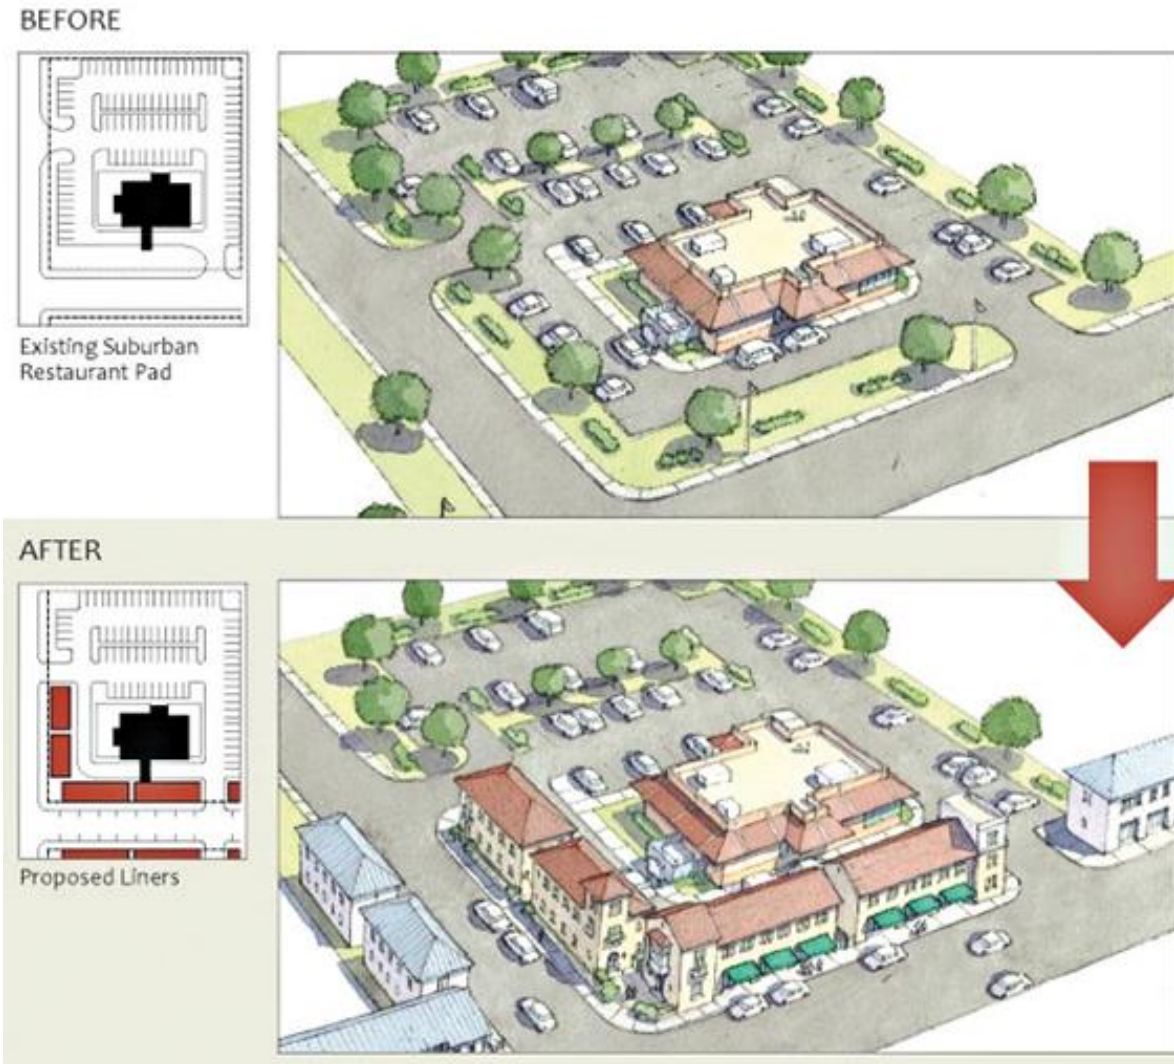 BEFORE
Existing Suburban
Restaurant Pad
AFTER
Proposed Liners